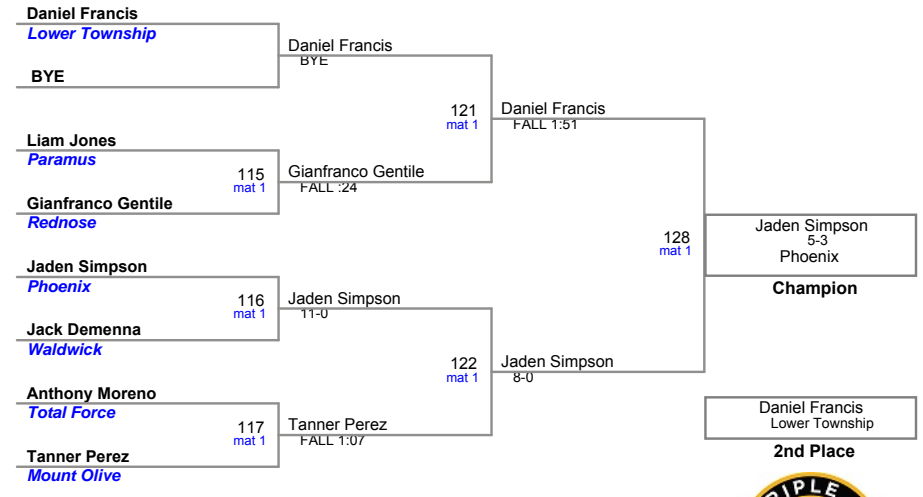 Daniel Francis
Lower Township
Daniel Francis
BYE
BYE
121
mat 1
Daniel Francis
FALL 1:51
Liam Jones
Paramus
115
mat 1
Gianfranco Gentile
FALL :24
Gianfranco Gentile
Rednose
128
mat 1
Jaden Simpson
5-3
Phoenix
Champion
Jaden Simpson
Phoenix
116
mat 1
Jaden Simpson
11-0
Jack Demenna
Waldwick
122
mat 1
Jaden Simpson
8-0
Anthony Moreno
Total Force
117
mat 1
Tanner Perez
FALL 1:07
Tanner Perez
Mount Olive
Daniel Francis
Lower Township
2nd Place
TRIPLE